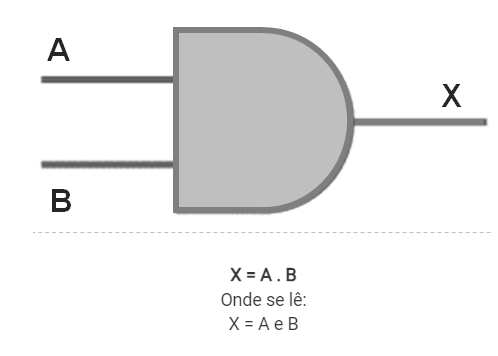 A
X
B
X = A . B
Onde se lê:
X = A e B